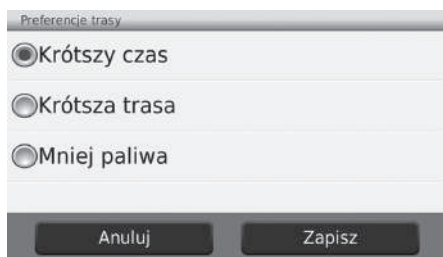 Preferencje trasy
Krótszy czas
Krótsza trasa
Mniej paliwa
Anuluj Zapisz